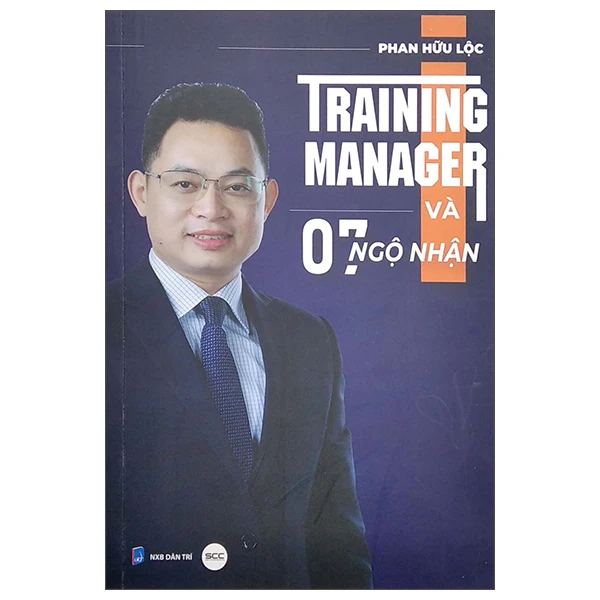 PHAN HỮU LỘC
TRAINING
MANAGER
VÀ
07 NGỘ NHẬN
NXB DÂN TRÍ
SCC